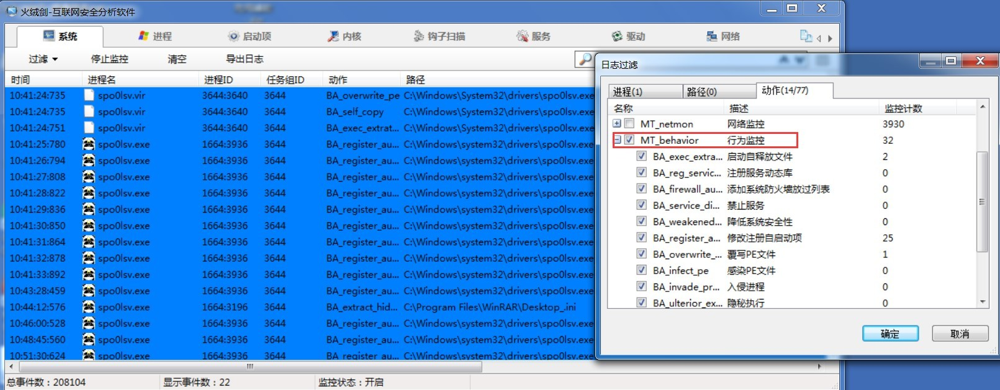 火绒剑-互联网安全分析软件
系统 进程 启动项 内核 钩子扫描 服务 驱动 网络
过滤 停止监控 清空 导出日志
时间 进程名 进程ID 任务组ID 动作 路径
10:41:24:735 spo0lsv.vir 3644:3640 3644 BA_overwrite_pe C:\Windows\System32\drivers\spo0lsv.exe
10:41:24:735 spo0lsv.vir 3644:3640 3644 BA_self_copy C:\Windows\System32\drivers\spo0lsv.exe
10:41:24:751 spo0lsv.vir 3644:3640 3644 BA_exec_extrat... C:\Windows\System32\drivers\spo0lsv.exe
10:41:25:780 spo0lsv.exe 1664:3936 3644 BA_register_au... C:\Windows\system32\drivers\spo0lsv.exe
10:41:26:794 spo0lsv.exe 1664:3936 3644 BA_register_au... C:\Windows\system32\drivers\spo0lsv.exe
10:41:27:808 spo0lsv.exe 1664:3936 3644 BA_register_au... C:\Windows\system32\drivers\spo0lsv.exe
10:41:28:822 spo0lsv.exe 1664:3936 3644 BA_register_au... C:\Windows\system32\drivers\spo0lsv.exe
10:41:29:836 spo0lsv.exe 1664:3936 3644 BA_register_au... C:\Windows\system32\drivers\spo0lsv.exe
10:41:30:850 spo0lsv.exe 1664:3936 3644 BA_register_au... C:\Windows\system32\drivers\spo0lsv.exe
10:41:31:864 spo0lsv.exe 1664:3936 3644 BA_register_au... C:\Windows\system32\drivers\spo0lsv.exe
10:41:32:878 spo0lsv.exe 1664:3936 3644 BA_register_au... C:\Windows\system32\drivers\spo0lsv.exe
10:41:33:892 spo0lsv.exe 1664:3936 3644 BA_register_au... C:\Windows\system32\drivers\spo0lsv.exe
10:43:28:459 spo0lsv.exe 1664:3936 3644 BA_register_au... C:\Windows\system32\drivers\spo0lsv.exe
10:44:12:576 spo0lsv.exe 1664:3196 3644 BA_extract_hid... C:\Program Files\WinRAR\Desktop_.ini
10:46:00:528 spo0lsv.exe 1664:3936 3644 BA_register_au... C:\Windows\system32\drivers\spo0lsv.exe
10:48:45:560 spo0lsv.exe 1664:3936 3644 BA_register_au... C:\Windows\system32\drivers\spo0lsv.exe
10:51:30:624 spo0lsv.exe 1664:3936 3644 BA_register_au... C:\Windows\system32\drivers\spo0lsv.exe
总事件数：208104 显示事件数：22 监控状态：开启
日志过滤
进程(1) 路径(0) 动作(14/77)
名称 描述 监控计数
MT_netmon 网络监控 3930
MT_behavior 行为监控 32
BA_exec_extra... 启动自释放文件 2
BA_reg_servic... 注册服务动态库 0
BA_firewall_au... 添加系统防火墙放过列表 0
BA_service_di... 禁止服务 0
BA_weakened... 降低系统安全性 0
BA_register_a... 修改注册自启动项 25
BA_overwrite_... 覆写PE文件 1
BA_infect_pe 感染PE文件 0
BA_invade_pr... 入侵进程 0
BA_ulterior_ex... 隐秘执行 0
确定 取消